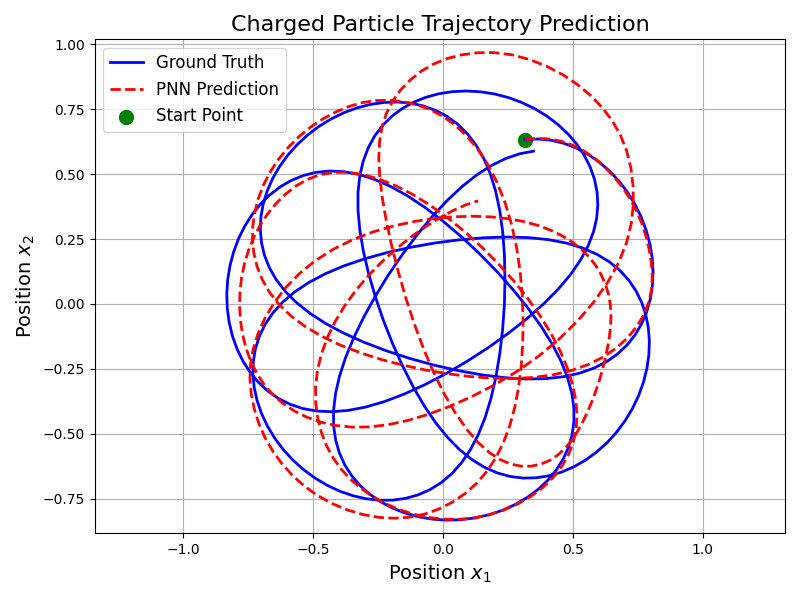 Charged Particle Trajectory Prediction
Ground Truth
PNN Prediction
Start Point
1.00
0.75
0.50
0.25
0.00
−0.25
−0.50
−0.75
Position x₂
−1.0
−0.5
0.0
0.5
1.0
Position x₁